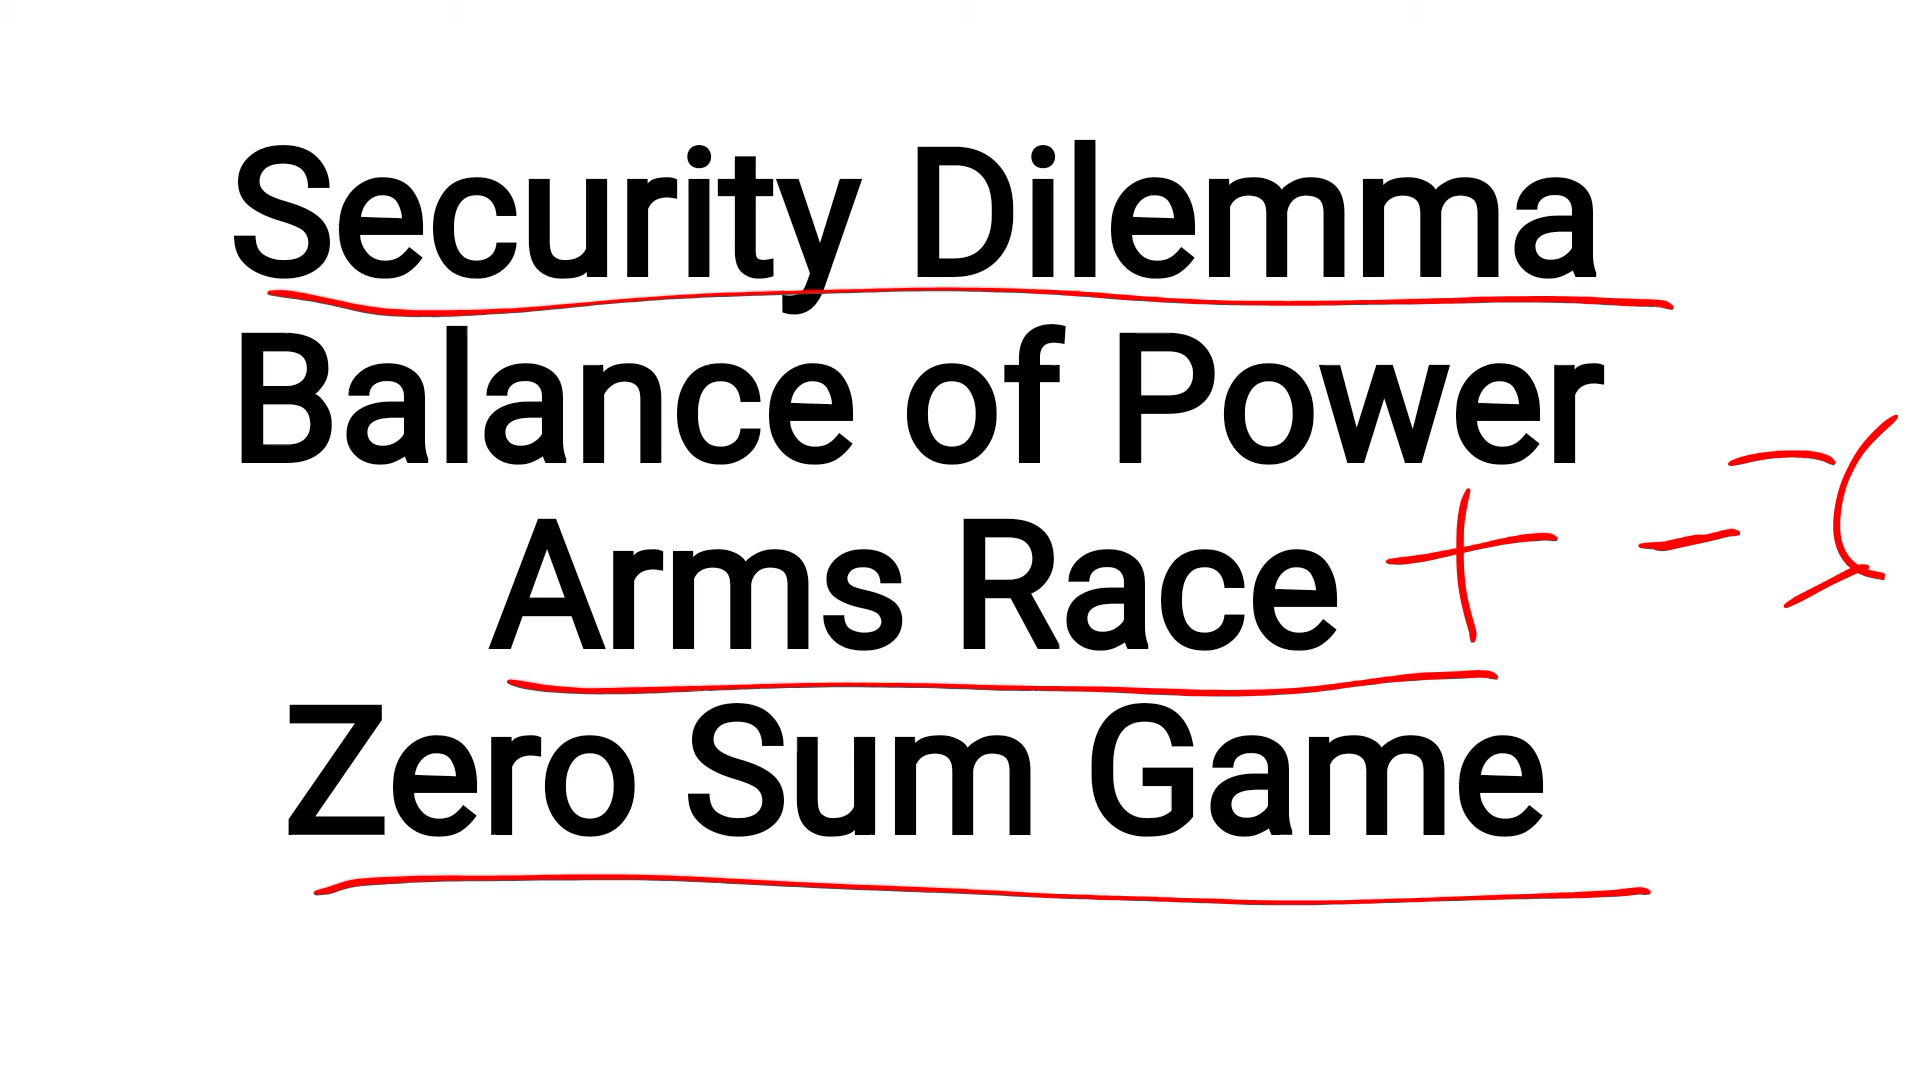 Security Dilemma
Balance of Power
Arms Race + -
Zero Sum Game